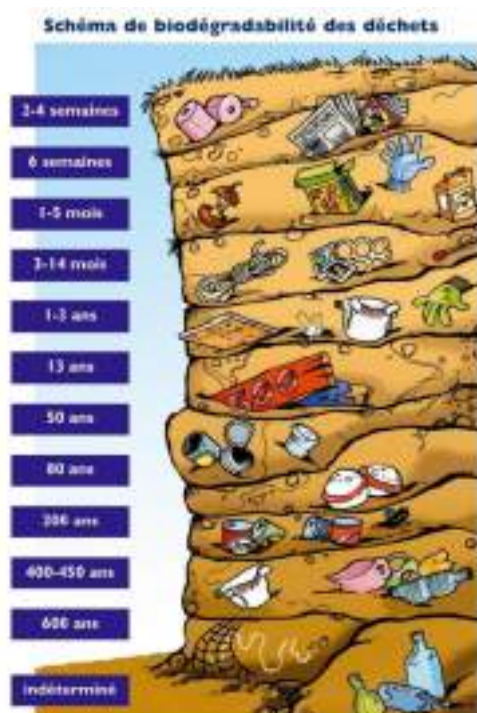 Schéma de biodégradabilité des déchets
2-4 semaines
6 semaines
1-5 mois
3-14 mois
1-3 ans
13 ans
50 ans
80 ans
200 ans
400-450 ans
600 ans
indéterminé